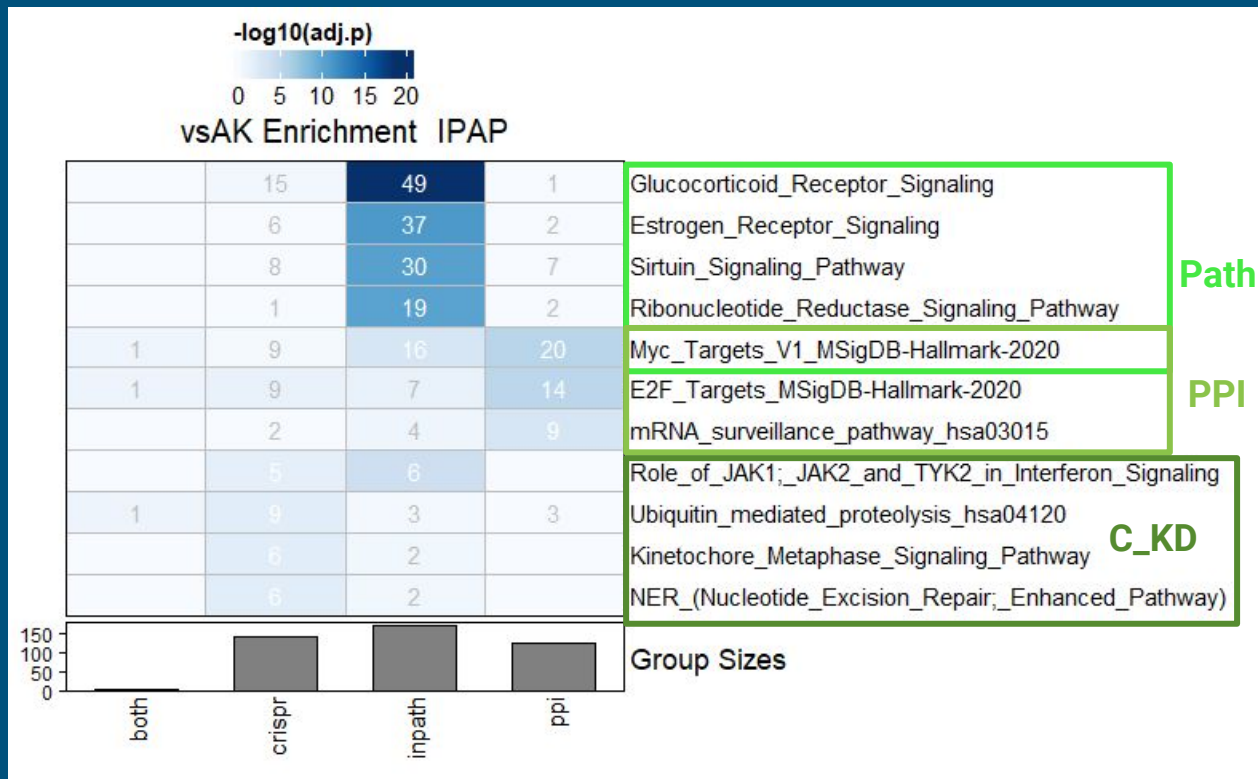 -log10(adj.p)
0 5 10 15 20
vsAK Enrichment IPAP
15 49 1 Glucocorticoid_Receptor_Signaling
6 37 2 Estrogen_Receptor_Signaling
8 30 7 Sirtuin_Signaling_Pathway
Path
1 19 2 Ribonucleotide_Reductase_Signaling_Pathway
1 9 16 20 Myc_Targets_V1_MSigDB-Hallmark-2020
1 9 7 14 E2F_Targets_MSigDB-Hallmark-2020
PPI
2 4 9 mRNA_surveillance_pathway_hsa03015
5 6 Role_of_JAK1;_JAK2_and_TYK2_in_Interferon_Signaling
1 9 3 3 Ubiquitin_mediated_proteolysis_hsa04120
C_KD
6 2 Kinetochore_Metaphase_Signaling_Pathway
6 2 NER_(Nucleotide_Excision_Repair;_Enhanced_Pathway)
150
100
50
0
Group Sizes
both crispr inpath ppi